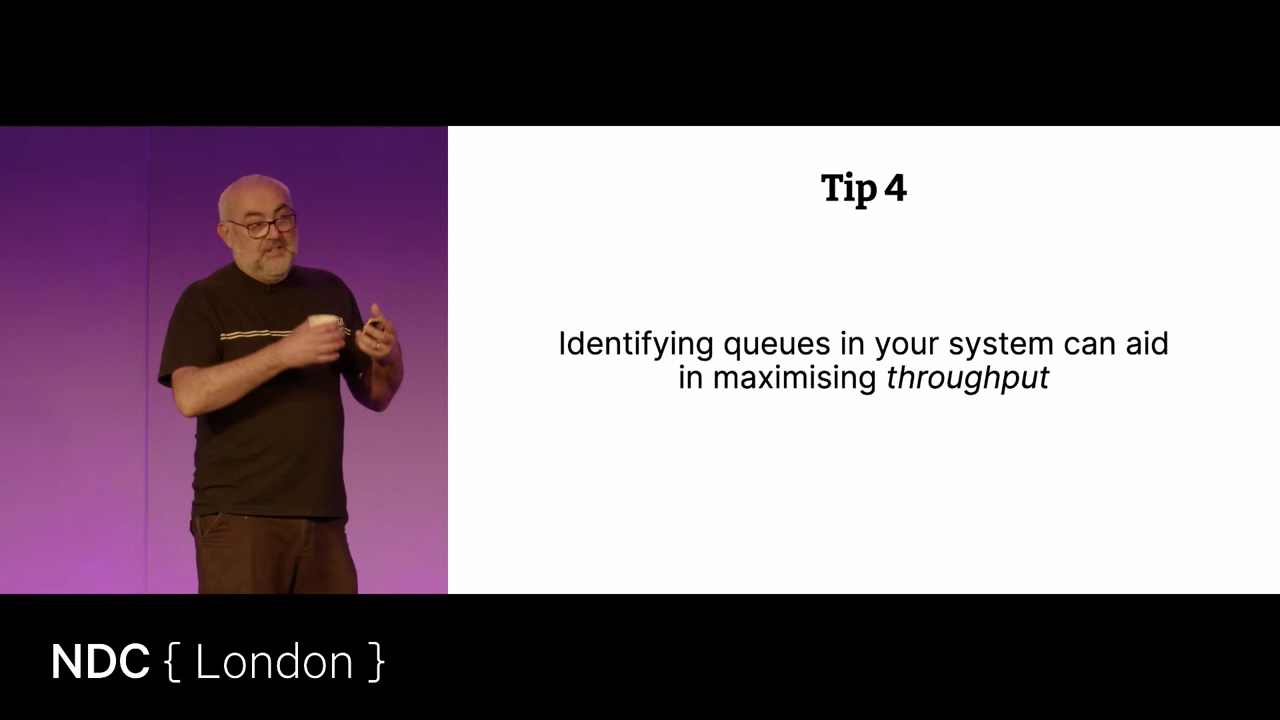 Tip 4
Identifying queues in your system can aid
in maximising throughput
NDC { London }